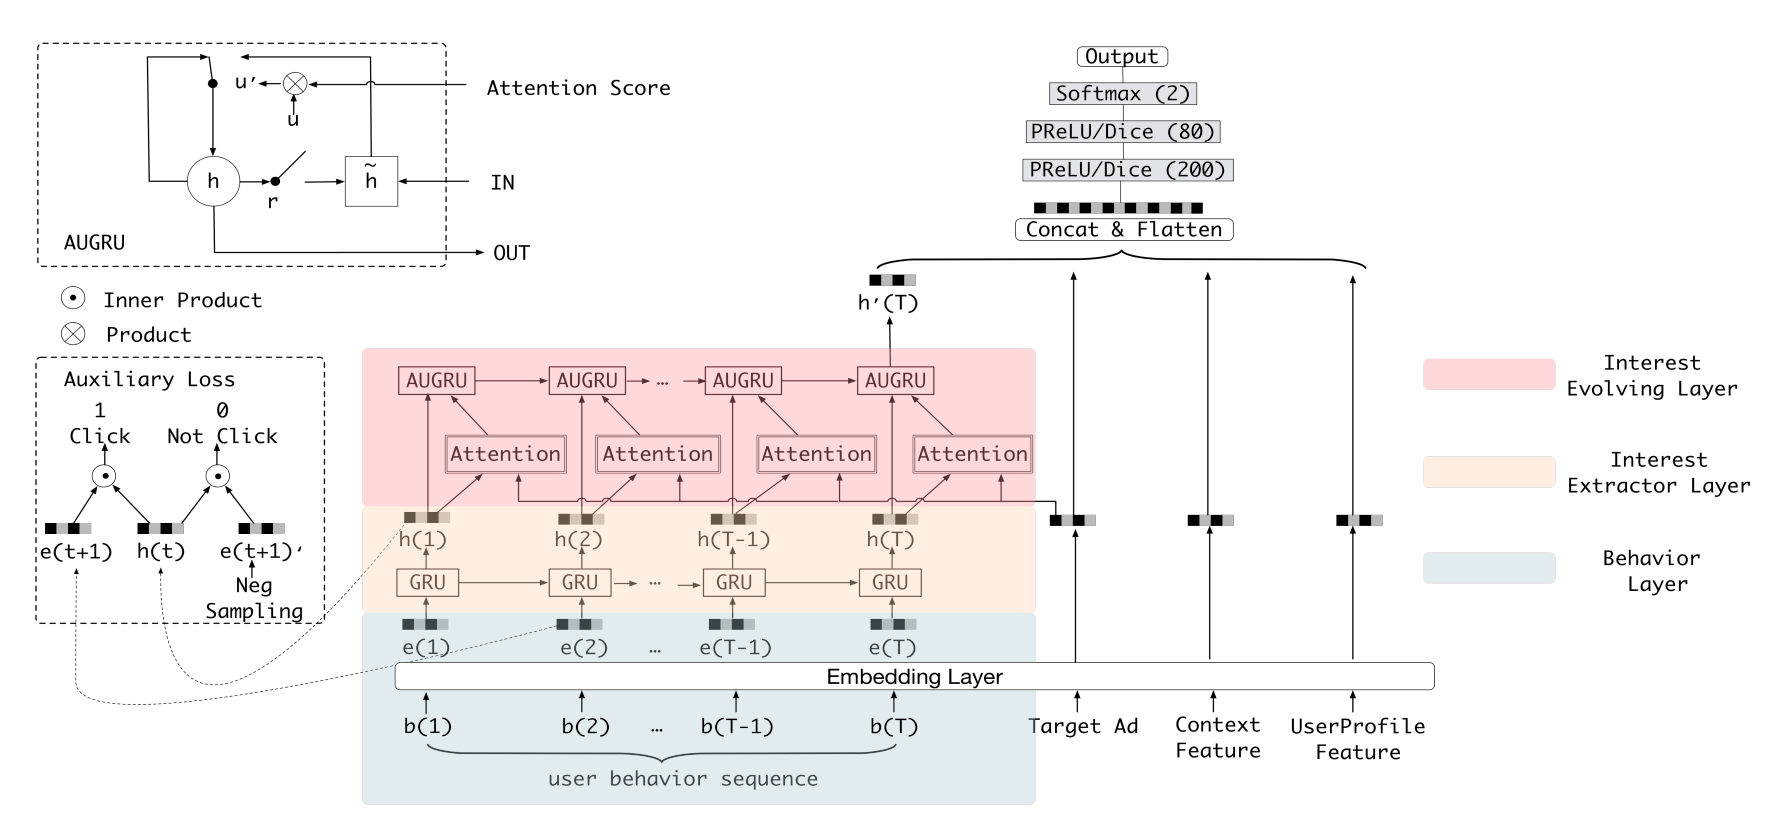 Output
Softmax (2)
PReLU/Dice (80)
PReLU/Dice (200)
Concat & Flatten
u′
u
Attention Score
h
r
h̃
IN
AUGRU
OUT
Inner Product
Product
h′(T)
Auxiliary Loss
1
Click
0
Not Click
e(t+1)
h(t)
e(t+1)′
Neg
Sampling
AUGRU
AUGRU
...
AUGRU
AUGRU
Attention
Attention
Attention
Attention
h(1)
h(2)
h(T-1)
h(T)
GRU
GRU
...
GRU
GRU
e(1)
e(2)
...
e(T-1)
e(T)
Embedding Layer
b(1)
b(2)
...
b(T-1)
b(T)
Target Ad
Context
Feature
UserProfile
Feature
user behavior sequence
Interest
Evolving Layer
Interest
Extractor Layer
Behavior
Layer